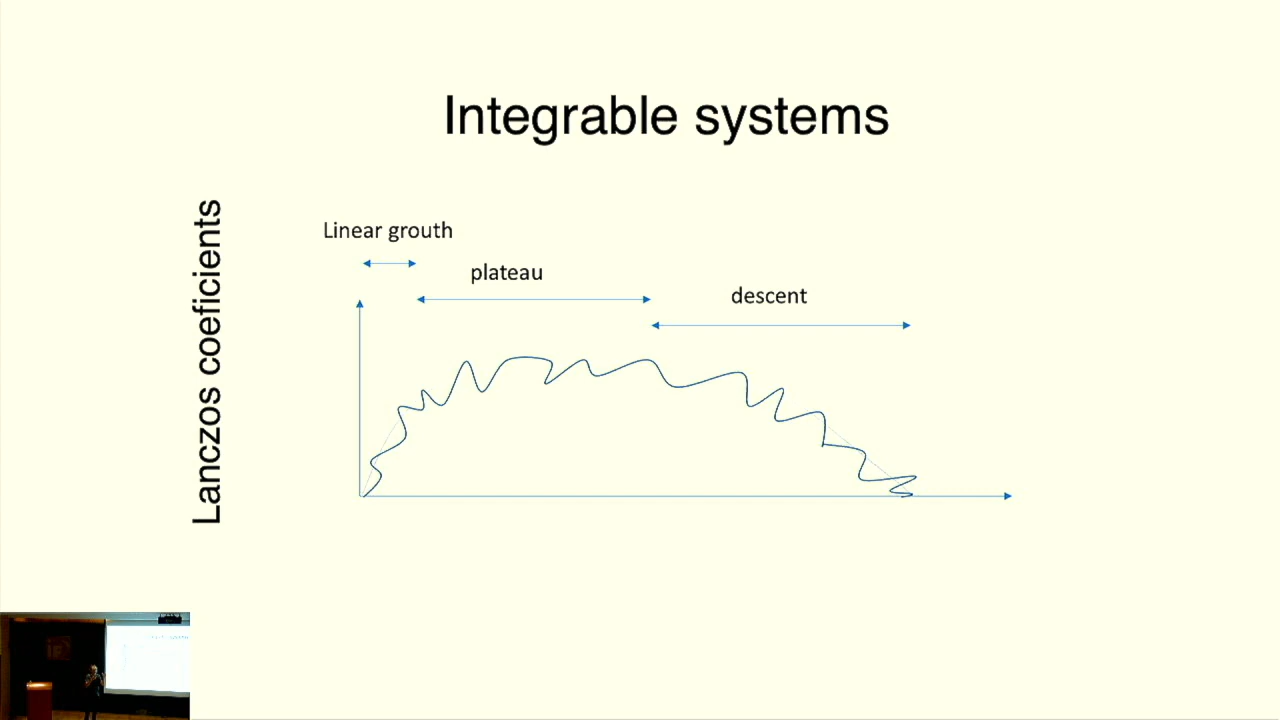 Integrable systems
Lanczos coeficients
Linear grouth
plateau
descent